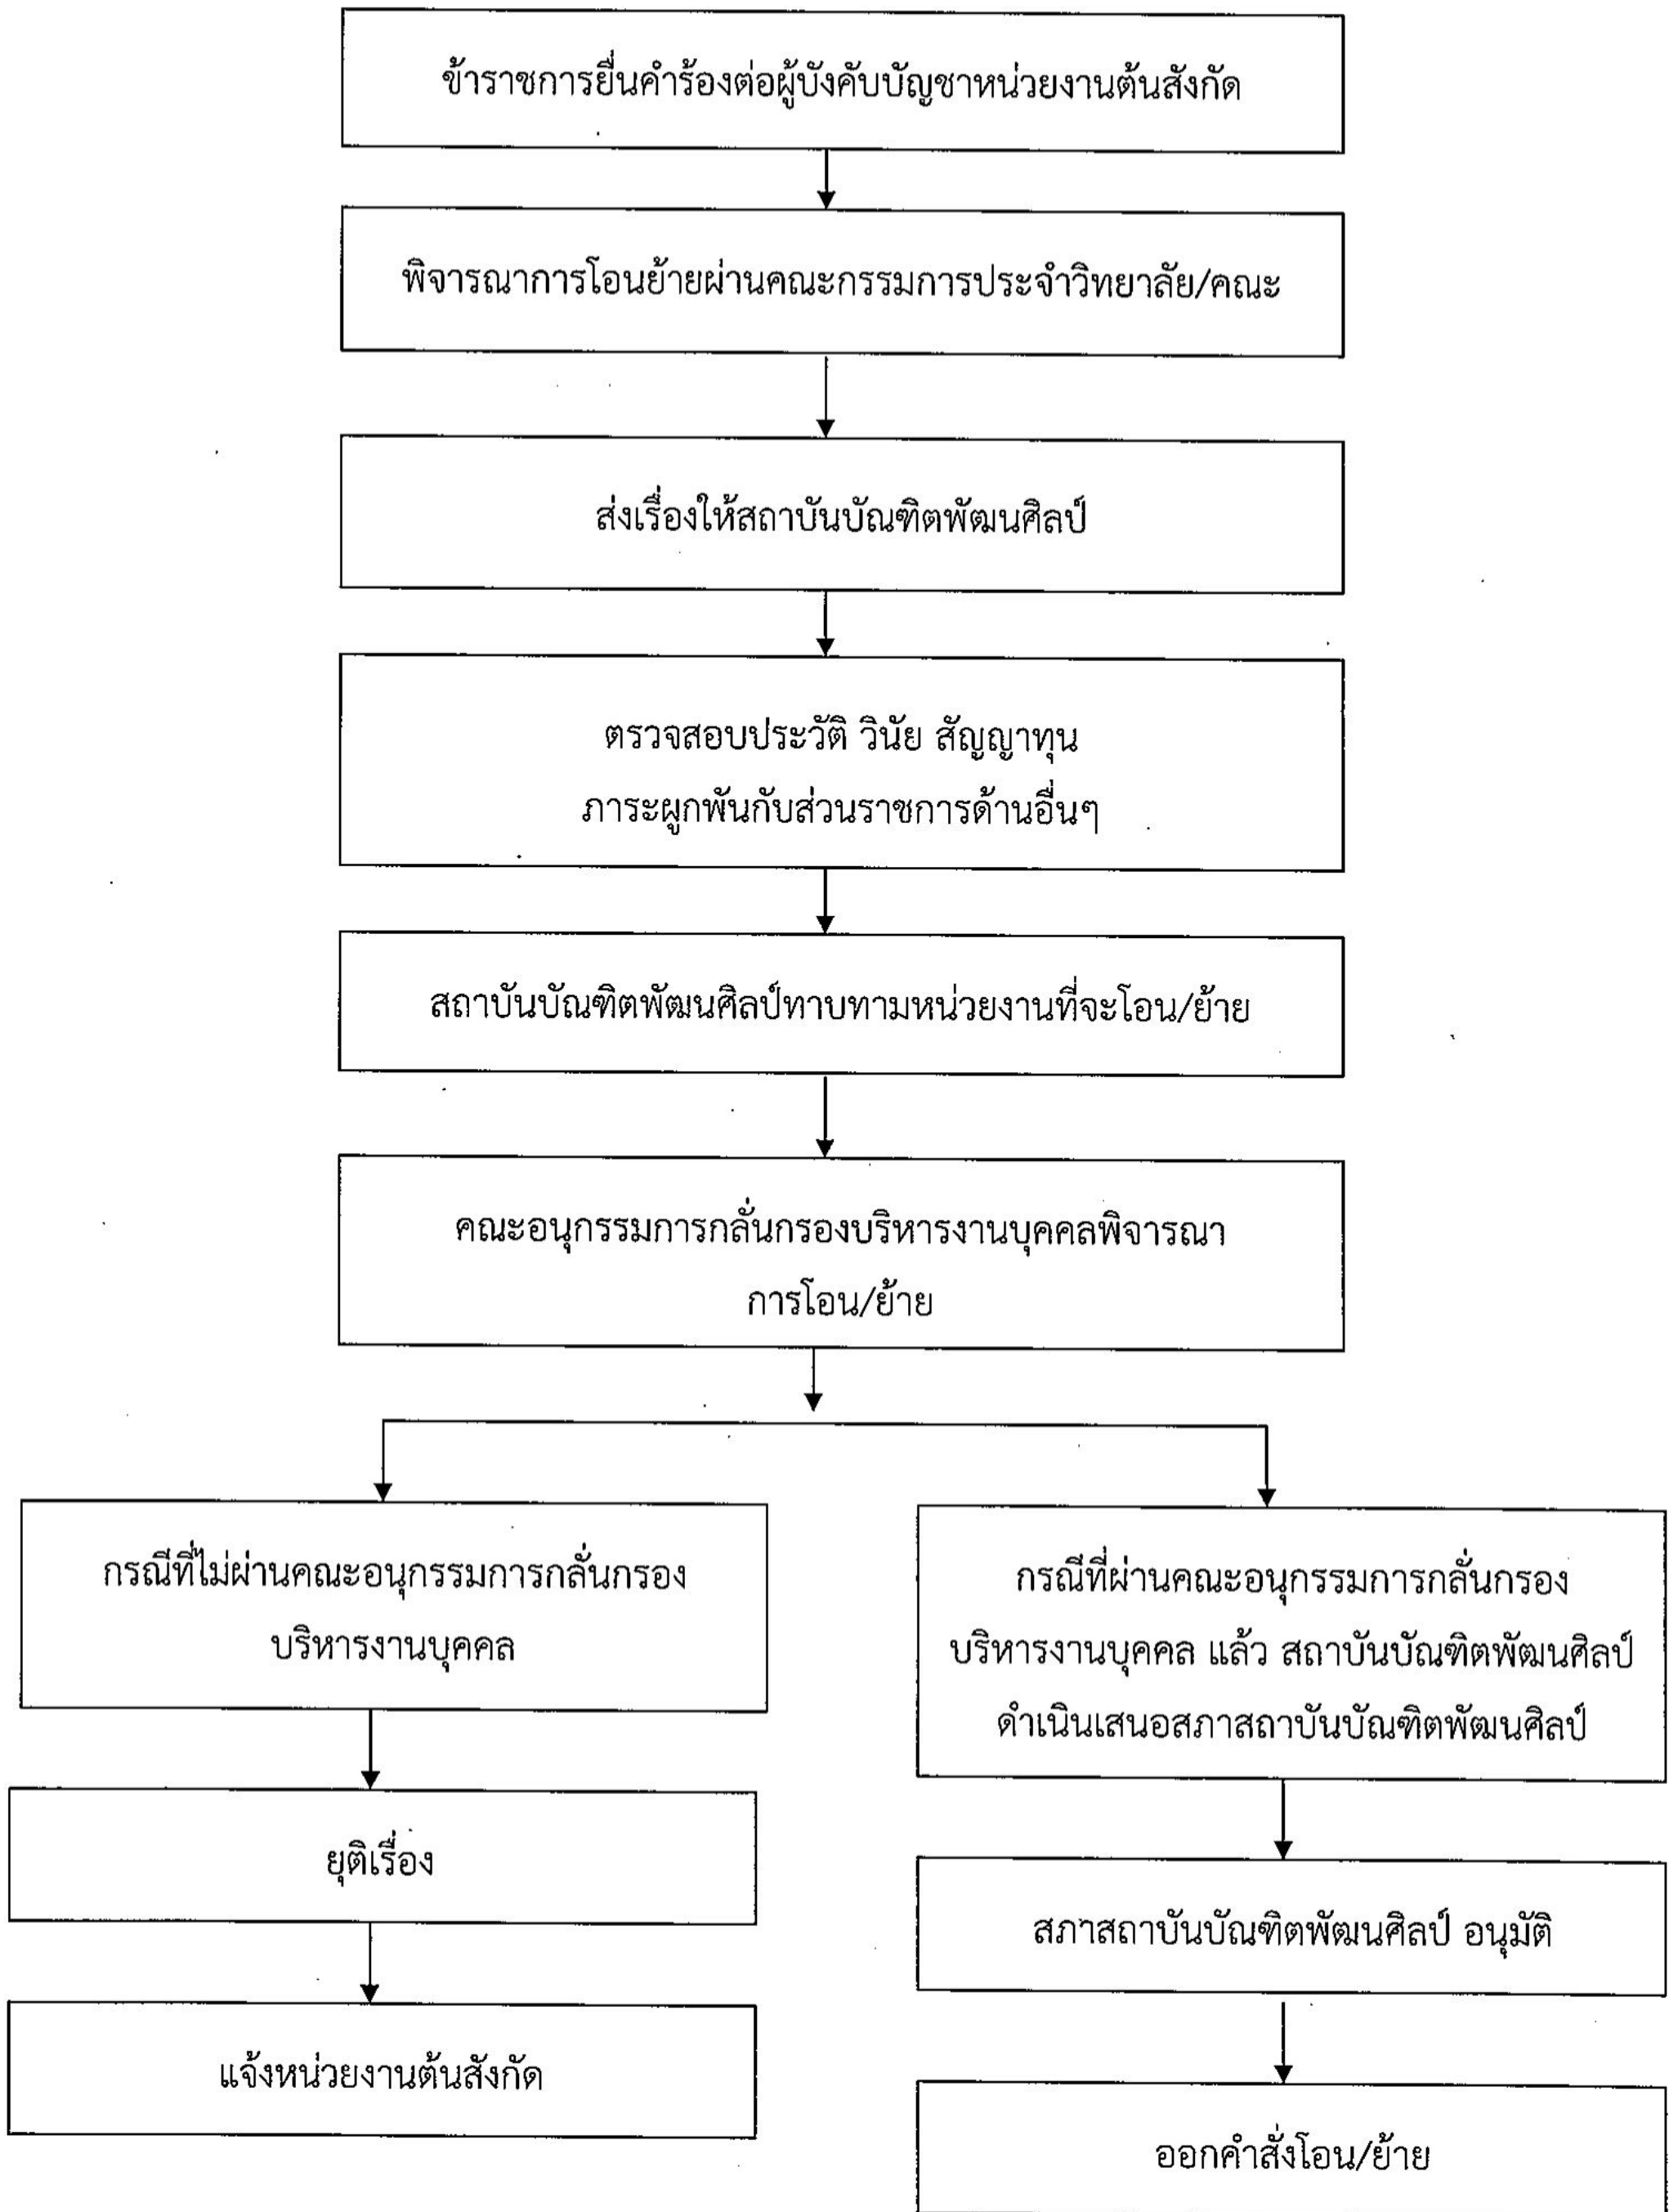 ข้าราชการยื่นคำร้องต่อผู้บังคับบัญชาหน่วยงานต้นสังกัด
พิจารณาการโอนย้ายผ่านคณะกรรมการประจำวิทยาลัย/คณะ
ส่งเรื่องให้สถาบันบัณฑิตพัฒนศิลป์
ตรวจสอบประวัติ วินัย สัญญาทุน
ภาระผูกพันกับส่วนราชการด้านอื่นๆ
สถาบันบัณฑิตพัฒนศิลป์ทาบทามหน่วยงานที่จะโอน/ย้าย
คณะอนุกรรมการกลั่นกรองบริหารงานบุคคลพิจารณา
การโอน/ย้าย
กรณีที่ไม่ผ่านคณะอนุกรรมการกลั่นกรอง
บริหารงานบุคคล
ยุติเรื่อง
แจ้งหน่วยงานต้นสังกัด
กรณีที่ผ่านคณะอนุกรรมการกลั่นกรอง
บริหารงานบุคคล แล้ว สถาบันบัณฑิตพัฒนศิลป์
ดำเนินเสนอสภาสถาบันบัณฑิตพัฒนศิลป์
สภาสถาบันบัณฑิตพัฒนศิลป์ อนุมัติ
ออกคำสั่งโอน/ย้าย